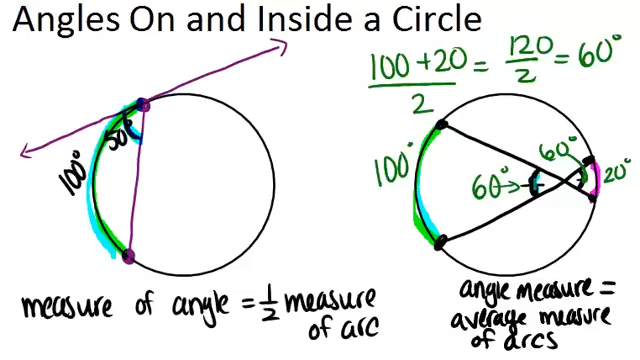 Angles On and Inside a Circle
50°
100°
measure of angle = 1/2 measure
of arc
100 + 20 / 2 = 120 / 2 = 60°
100°
60°
60°
20°
angle measure =
average measure
of arcs